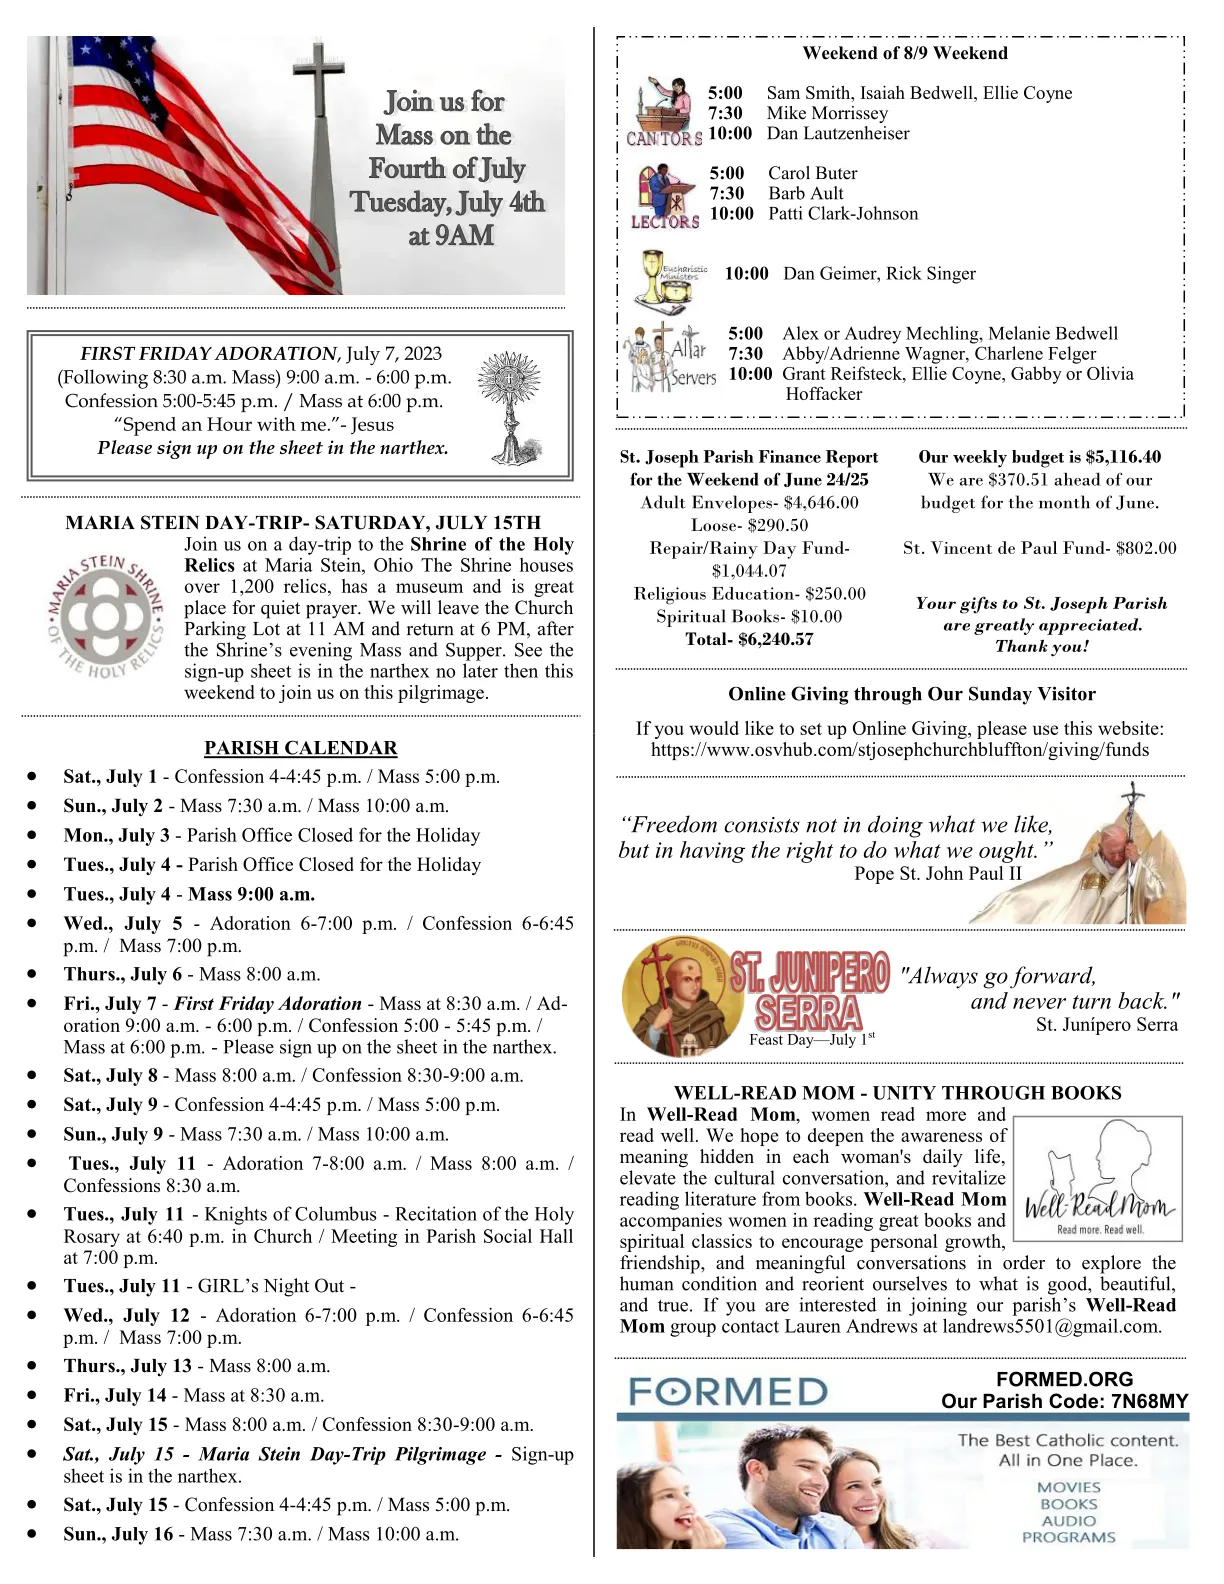 Join us for
Mass on the
Fourth of July
Tuesday, July 4th
at 9AM
FIRST FRIDAY ADORATION, July 7, 2023
(Following 8:30 a.m. Mass) 9:00 a.m. - 6:00 p.m.
Confession 5:00-5:45 p.m. / Mass at 6:00 p.m.
“Spend an Hour with me.”- Jesus
Please sign up on the sheet in the narthex.
MARIA STEIN DAY-TRIP- SATURDAY, JULY 15TH
MARIA STEIN SHRINE
OF THE HOLY RELICS
Join us on a day-trip to the Shrine of the Holy
Relics at Maria Stein, Ohio The Shrine houses
over 1,200 relics, has a museum and is great
place for quiet prayer. We will leave the Church
Parking Lot at 11 AM and return at 6 PM, after
the Shrine’s evening Mass and Supper. See the
sign-up sheet is in the narthex no later then this
weekend to join us on this pilgrimage.
PARISH CALENDAR
• Sat., July 1 - Confession 4-4:45 p.m. / Mass 5:00 p.m.
• Sun., July 2 - Mass 7:30 a.m. / Mass 10:00 a.m.
• Mon., July 3 - Parish Office Closed for the Holiday
• Tues., July 4 - Parish Office Closed for the Holiday
• Tues., July 4 - Mass 9:00 a.m.
• Wed., July 5 - Adoration 6-7:00 p.m. / Confession 6-6:45
p.m. / Mass 7:00 p.m.
• Thurs., July 6 - Mass 8:00 a.m.
• Fri., July 7 - First Friday Adoration - Mass at 8:30 a.m. / Ad-
oration 9:00 a.m. - 6:00 p.m. / Confession 5:00 - 5:45 p.m. /
Mass at 6:00 p.m. - Please sign up on the sheet in the narthex.
• Sat., July 8 - Mass 8:00 a.m. / Confession 8:30-9:00 a.m.
• Sat., July 9 - Confession 4-4:45 p.m. / Mass 5:00 p.m.
• Sun., July 9 - Mass 7:30 a.m. / Mass 10:00 a.m.
• Tues., July 11 - Adoration 7-8:00 a.m. / Mass 8:00 a.m. /
Confessions 8:30 a.m.
• Tues., July 11 - Knights of Columbus - Recitation of the Holy
Rosary at 6:40 p.m. in Church / Meeting in Parish Social Hall
at 7:00 p.m.
• Tues., July 11 - GIRL’s Night Out -
• Wed., July 12 - Adoration 6-7:00 p.m. / Confession 6-6:45
p.m. / Mass 7:00 p.m.
• Thurs., July 13 - Mass 8:00 a.m.
• Fri., July 14 - Mass at 8:30 a.m.
• Sat., July 15 - Mass 8:00 a.m. / Confession 8:30-9:00 a.m.
• Sat., July 15 - Maria Stein Day-Trip Pilgrimage - Sign-up
sheet is in the narthex.
• Sat., July 15 - Confession 4-4:45 p.m. / Mass 5:00 p.m.
• Sun., July 16 - Mass 7:30 a.m. / Mass 10:00 a.m.
Weekend of 8/9 Weekend
CANTORS
5:00 Sam Smith, Isaiah Bedwell, Ellie Coyne
7:30 Mike Morrissey
10:00 Dan Lautzenheiser
LECTORS
5:00 Carol Buter
7:30 Barb Ault
10:00 Patti Clark-Johnson
Eucharistic
Ministers
10:00 Dan Geimer, Rick Singer
Altar
Servers
5:00 Alex or Audrey Mechling, Melanie Bedwell
7:30 Abby/Adrienne Wagner, Charlene Felger
10:00 Grant Reifsteck, Ellie Coyne, Gabby or Olivia
Hoffacker
St. Joseph Parish Finance Report
for the Weekend of June 24/25
Adult Envelopes- $4,646.00
Loose- $290.50
Repair/Rainy Day Fund-
$1,044.07
Religious Education- $250.00
Spiritual Books- $10.00
Total- $6,240.57
Our weekly budget is $5,116.40
We are $370.51 ahead of our
budget for the month of June.
St. Vincent de Paul Fund- $802.00
Your gifts to St. Joseph Parish
are greatly appreciated.
Thank you!
Online Giving through Our Sunday Visitor
If you would like to set up Online Giving, please use this website:
https://www.osvhub.com/stjosephchurchbluffton/giving/funds
“Freedom consists not in doing what we like,
but in having the right to do what we ought.”
Pope St. John Paul II
ST. JUNIPERO
SERRA
Feast Day—July 1st
"Always go forward,
and never turn back."
St. Junípero Serra
WELL-READ MOM - UNITY THROUGH BOOKS
In Well-Read Mom, women read more and
read well. We hope to deepen the awareness of
meaning hidden in each woman's daily life,
elevate the cultural conversation, and revitalize
reading literature from books. Well-Read Mom
accompanies women in reading great books and
spiritual classics to encourage personal growth,
friendship, and meaningful conversations in order to explore the
human condition and reorient ourselves to what is good, beautiful,
and true. If you are interested in joining our parish’s Well-Read
Mom group contact Lauren Andrews at landrews5501@gmail.com.
Well-Read Mom
Read more. Read well.
FORMED
FORMED.ORG
Our Parish Code: 7N68MY
The Best Catholic content.
All in One Place.
MOVIES
BOOKS
AUDIO
PROGRAMS